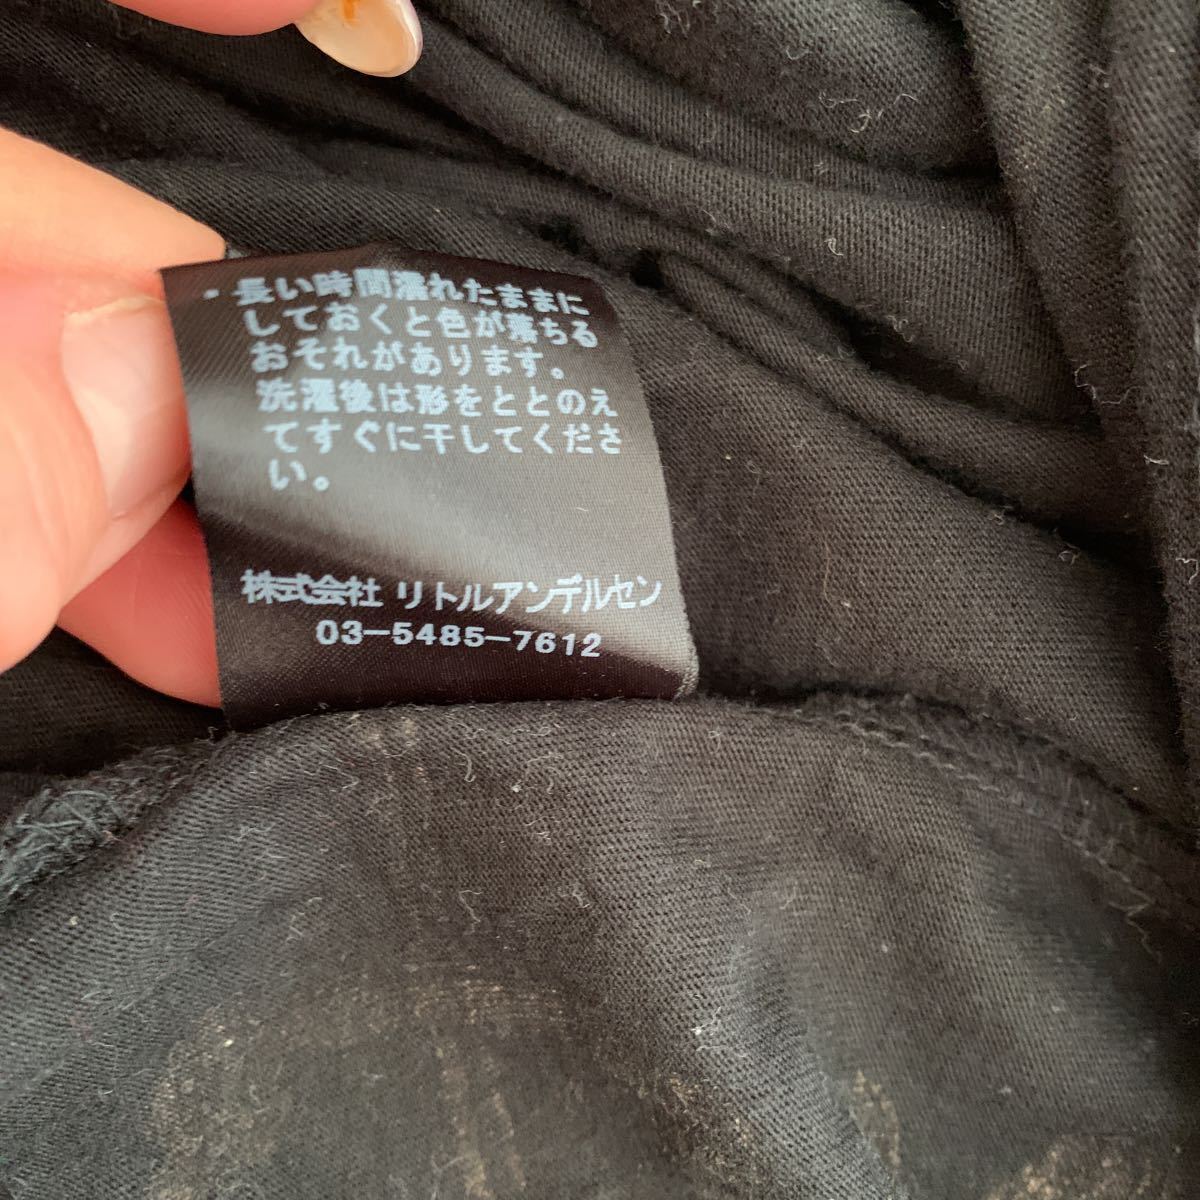 ・長い時間濡れたままに
しておくと色が落ちる
おそれがあります。
洗濯後は形をととのえ
てすぐに干してくださ
い。
株式会社 リトルアンデルセン
03-5485-7612